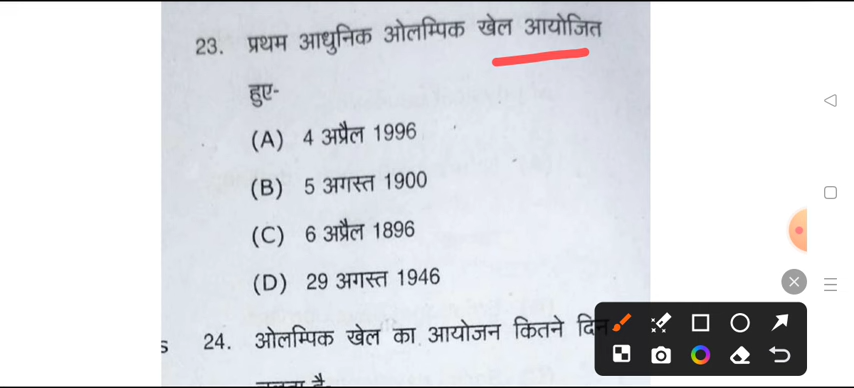 23. प्रथम आधुनिक ओलम्पिक खेल आयोजित
हुए-
(A) 4 अप्रैल 1996
(B) 5 अगस्त 1900
(C) 6 अप्रैल 1896
(D) 29 अगस्त 1946
s 24. ओलम्पिक खेल का आयोजन कितने दिन